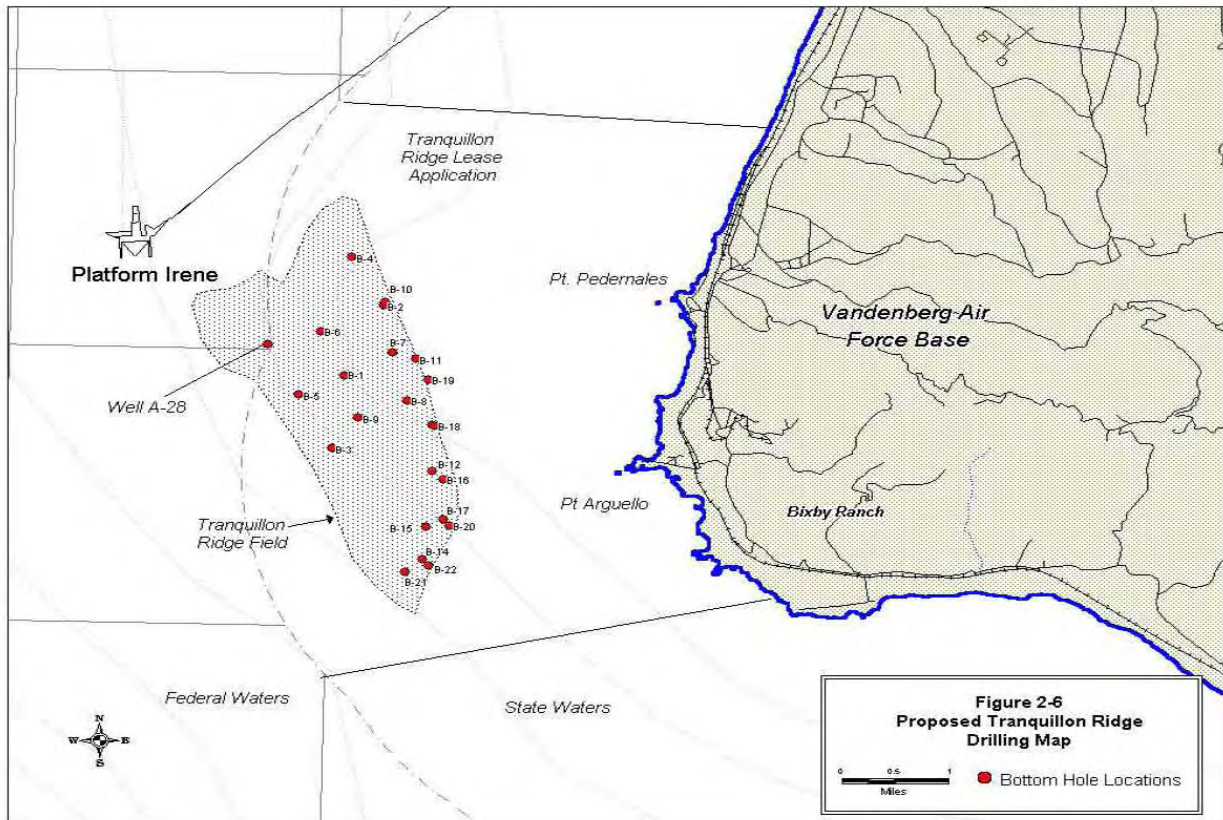 Tranquillon
Ridge Lease
Application
Platform Irene
Pt. Pedernales
Vandenberg Air
Force Base
B-4
B-10
B-2
B-6
B-7
B-11
B-1
B-19
B-5
B-8
Well A-28
B-9
B-18
B-3
B-12
B-16
Pt Arguello
Bixby Ranch
B-17
Tranquillon
Ridge Field
B-15
B-20
B-14
B-22
B-21
Federal Waters
State Waters
N
W
E
S
Figure 2-6
Proposed Tranquillon Ridge
Drilling Map
0 0.5 1
Miles
Bottom Hole Locations